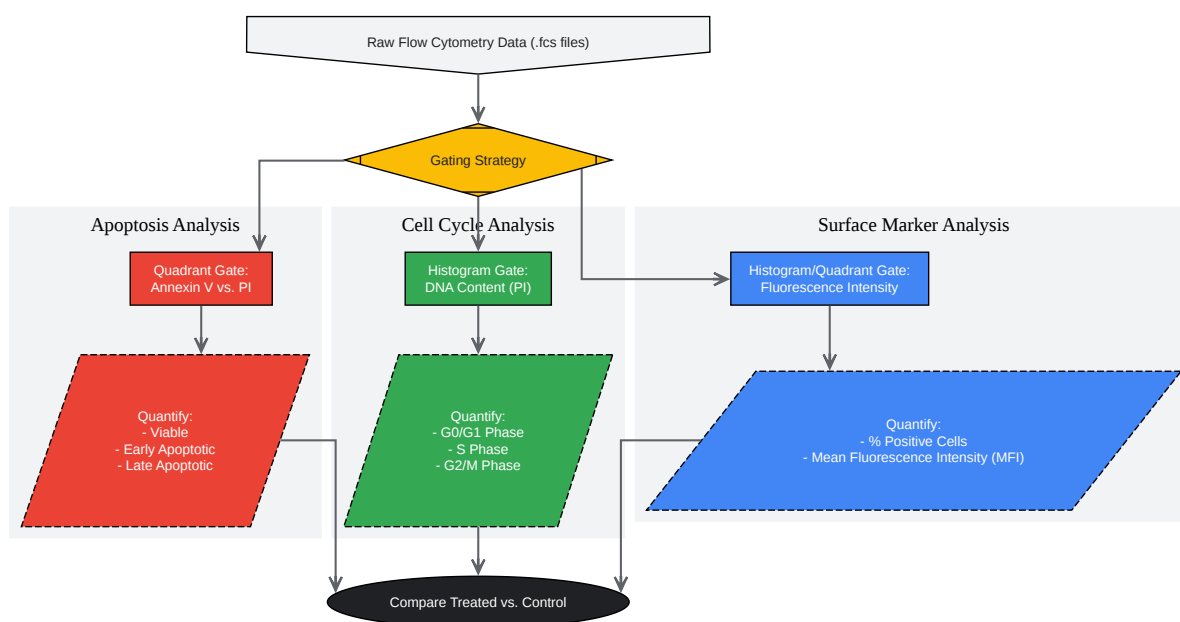 Raw Flow Cytometry Data (.fcs files)
Gating Strategy
Apoptosis Analysis
Quadrant Gate:
Annexin V vs. PI
Quantify:
- Viable
- Early Apoptotic
- Late Apoptotic
Cell Cycle Analysis
Histogram Gate:
DNA Content (PI)
Quantify:
- G0/G1 Phase
- S Phase
- G2/M Phase
Surface Marker Analysis
Histogram/Quadrant Gate:
Fluorescence Intensity
Quantify:
- % Positive Cells
- Mean Fluorescence Intensity (MFI)
Compare Treated vs. Control